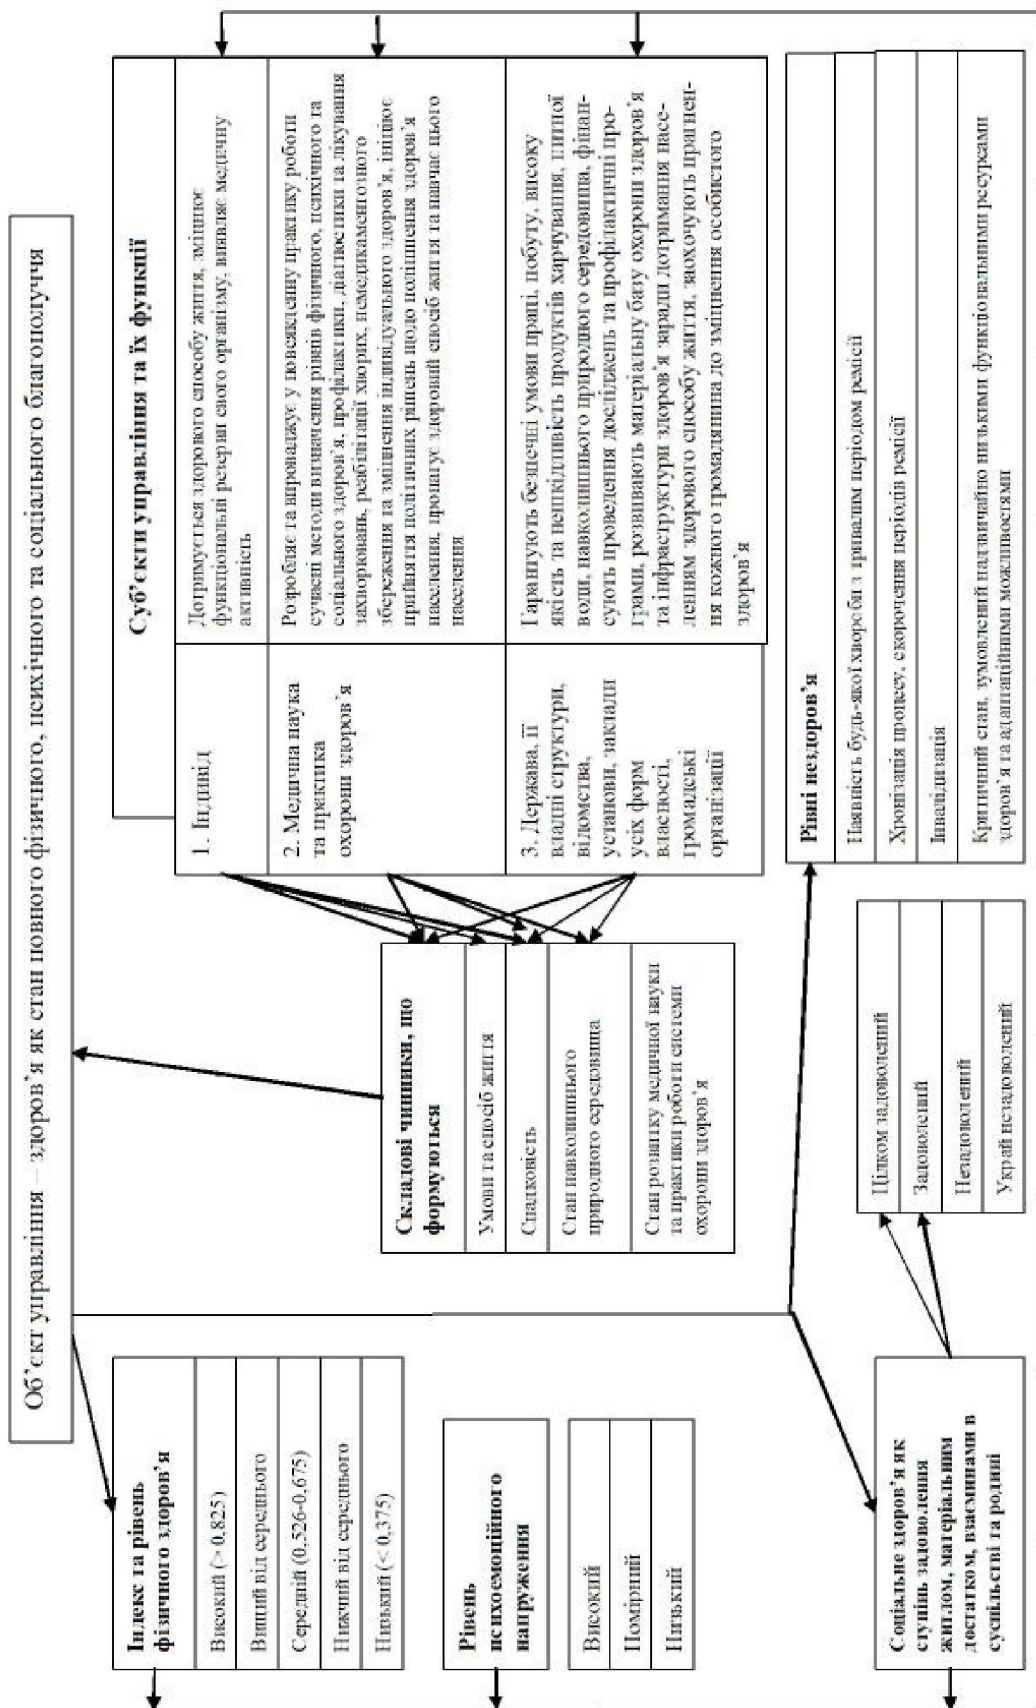 Об’єкт управління – здоров’я як стан повного фізичного, психічного та соціального благополуччя
Індекс та рівень
фізичного здоров’я
Високий (> 0,825)
Вищий від середнього
Середній (0,526-0,675)
Нижчий від середнього
Низький (< 0,375)
Рівень
психоемоційного
напруження
Високий
Помірний
Низький
Соціальне здоров’я як
ступінь задоволення
житлом, матеріальним
достатком, взаєминами в
суспільстві та родині
Складові чинники, що
формуються
Умови та спосіб життя
Спадковість
Стан навколишнього
природного середовища
Стан розвитку медичної науки
та практики роботи системи
охорони здоров’я
Цілком задоволений
Задоволений
Незадоволений
Украй незадоволений
Суб’єкти управління та їх функції
1. Індивід
Дотримується здорового способу життя, зміцнює
функціональні резерви свого організму, виявляє медичну
активність
2. Медична наука
та практика
охорони здоров’я
Розробляє та впроваджує у повсякденну практику роботи
сучасні методи визначення рівнів фізичного, психічного та
соціального здоров’я, профілактики, діагностики та лікування
захворювань, реабілітації хворих, немедикаментозного
збереження та зміцнення індивідуального здоров’я, ініціює
прийняття політичних рішень щодо поліпшення здоров’я
населення, пропагує здоровий спосіб життя та навчає цього
населення
3. Держава, її
владні структури,
відомства,
установи, заклади
усіх форм
власності,
громадські
організації
Гарантують безпечні умови праці, побуту, високу
якість та нешкідливість продуктів харчування, питної
води, навколишнього природного середовища, фінан-
сують проведення досліджень та профілактичні про-
грами, розвивають матеріальну базу охорони здоров’я
та інфраструктури здоров’я заради дотримання насе-
ленням здорового способу життя, заохочують прагнен-
ня кожного громадянина до зміцнення особистого
здоров’я
Рівні нездоров’я
Наявність будь-якої хвороби з тривалим періодом ремісії
Хронізація процесу, скорочення періодів ремісії
Інвалідизація
Критичний стан, зумовлений надзвичайно низькими функціональними ресурсами
здоров’я та адаптаційними можливостями